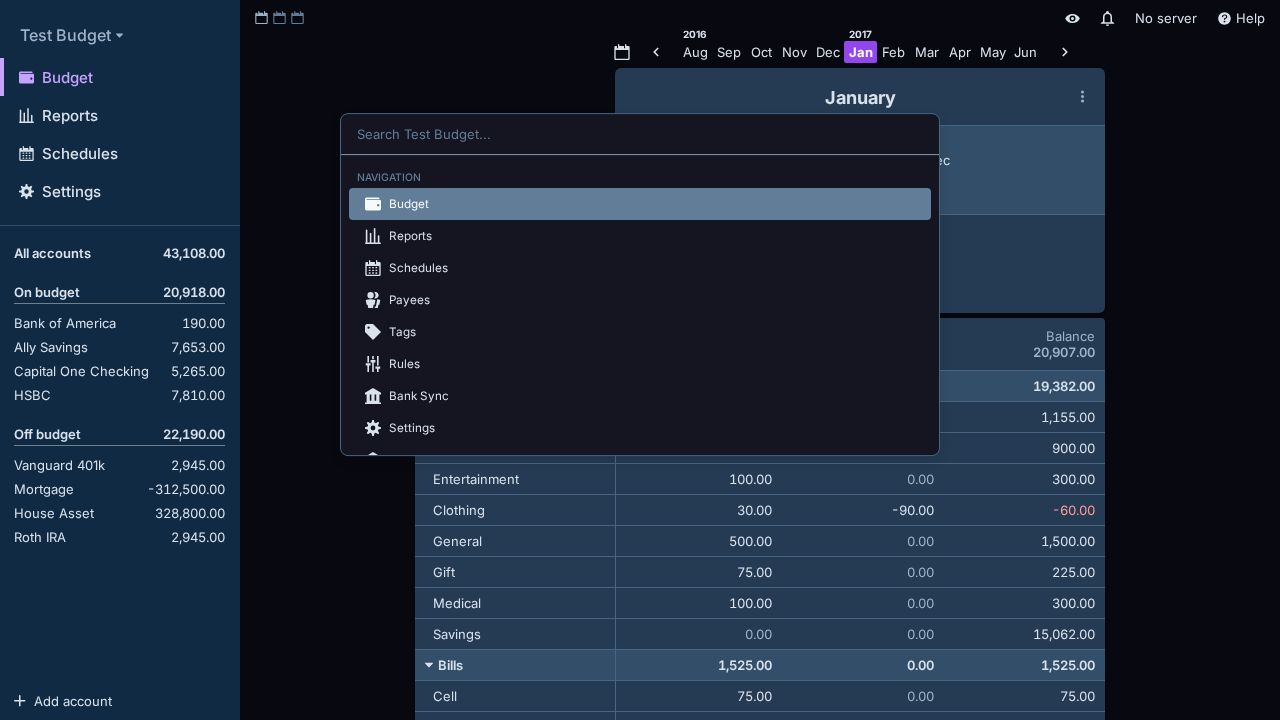 Test Budget
Budget
Reports
Schedules
Settings
All accounts 43,108.00
On budget 20,918.00
Bank of America 190.00
Ally Savings 7,653.00
Capital One Checking 5,265.00
HSBC 7,810.00
Off budget 22,190.00
Vanguard 401k 2,945.00
Mortgage -312,500.00
House Asset 328,800.00
Roth IRA 2,945.00
Add account
No server
Help
2016 2017
Aug Sep Oct Nov Dec Jan Feb Mar Apr May Jun
January
Search Test Budget...
NAVIGATION
Budget
Reports
Schedules
Payees
Tags
Rules
Bank Sync
Settings
Balance
20,907.00
19,382.00
1,155.00
900.00
Entertainment 100.00 0.00 300.00
Clothing 30.00 -90.00 -60.00
General 500.00 0.00 1,500.00
Gift 75.00 0.00 225.00
Medical 100.00 0.00 300.00
Savings 0.00 0.00 15,062.00
Bills 1,525.00 0.00 1,525.00
Cell 75.00 0.00 75.00